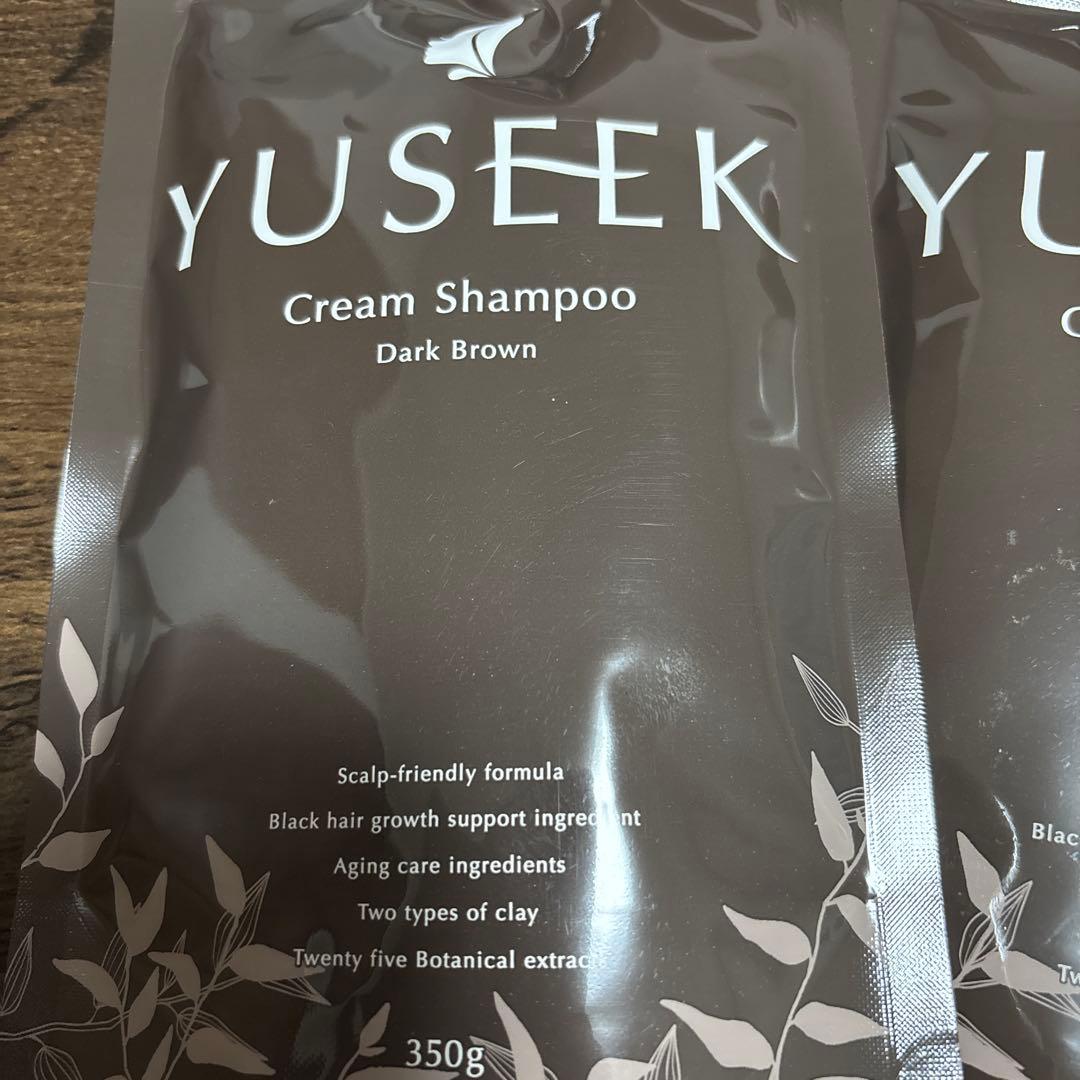 YUSEEK
Cream Shampoo
Dark Brown
Scalp-friendly formula
Black hair growth support ingredient
Aging care ingredients
Two types of clay
Twenty five Botanical extracts
350g
YU
C
Blac
Tw